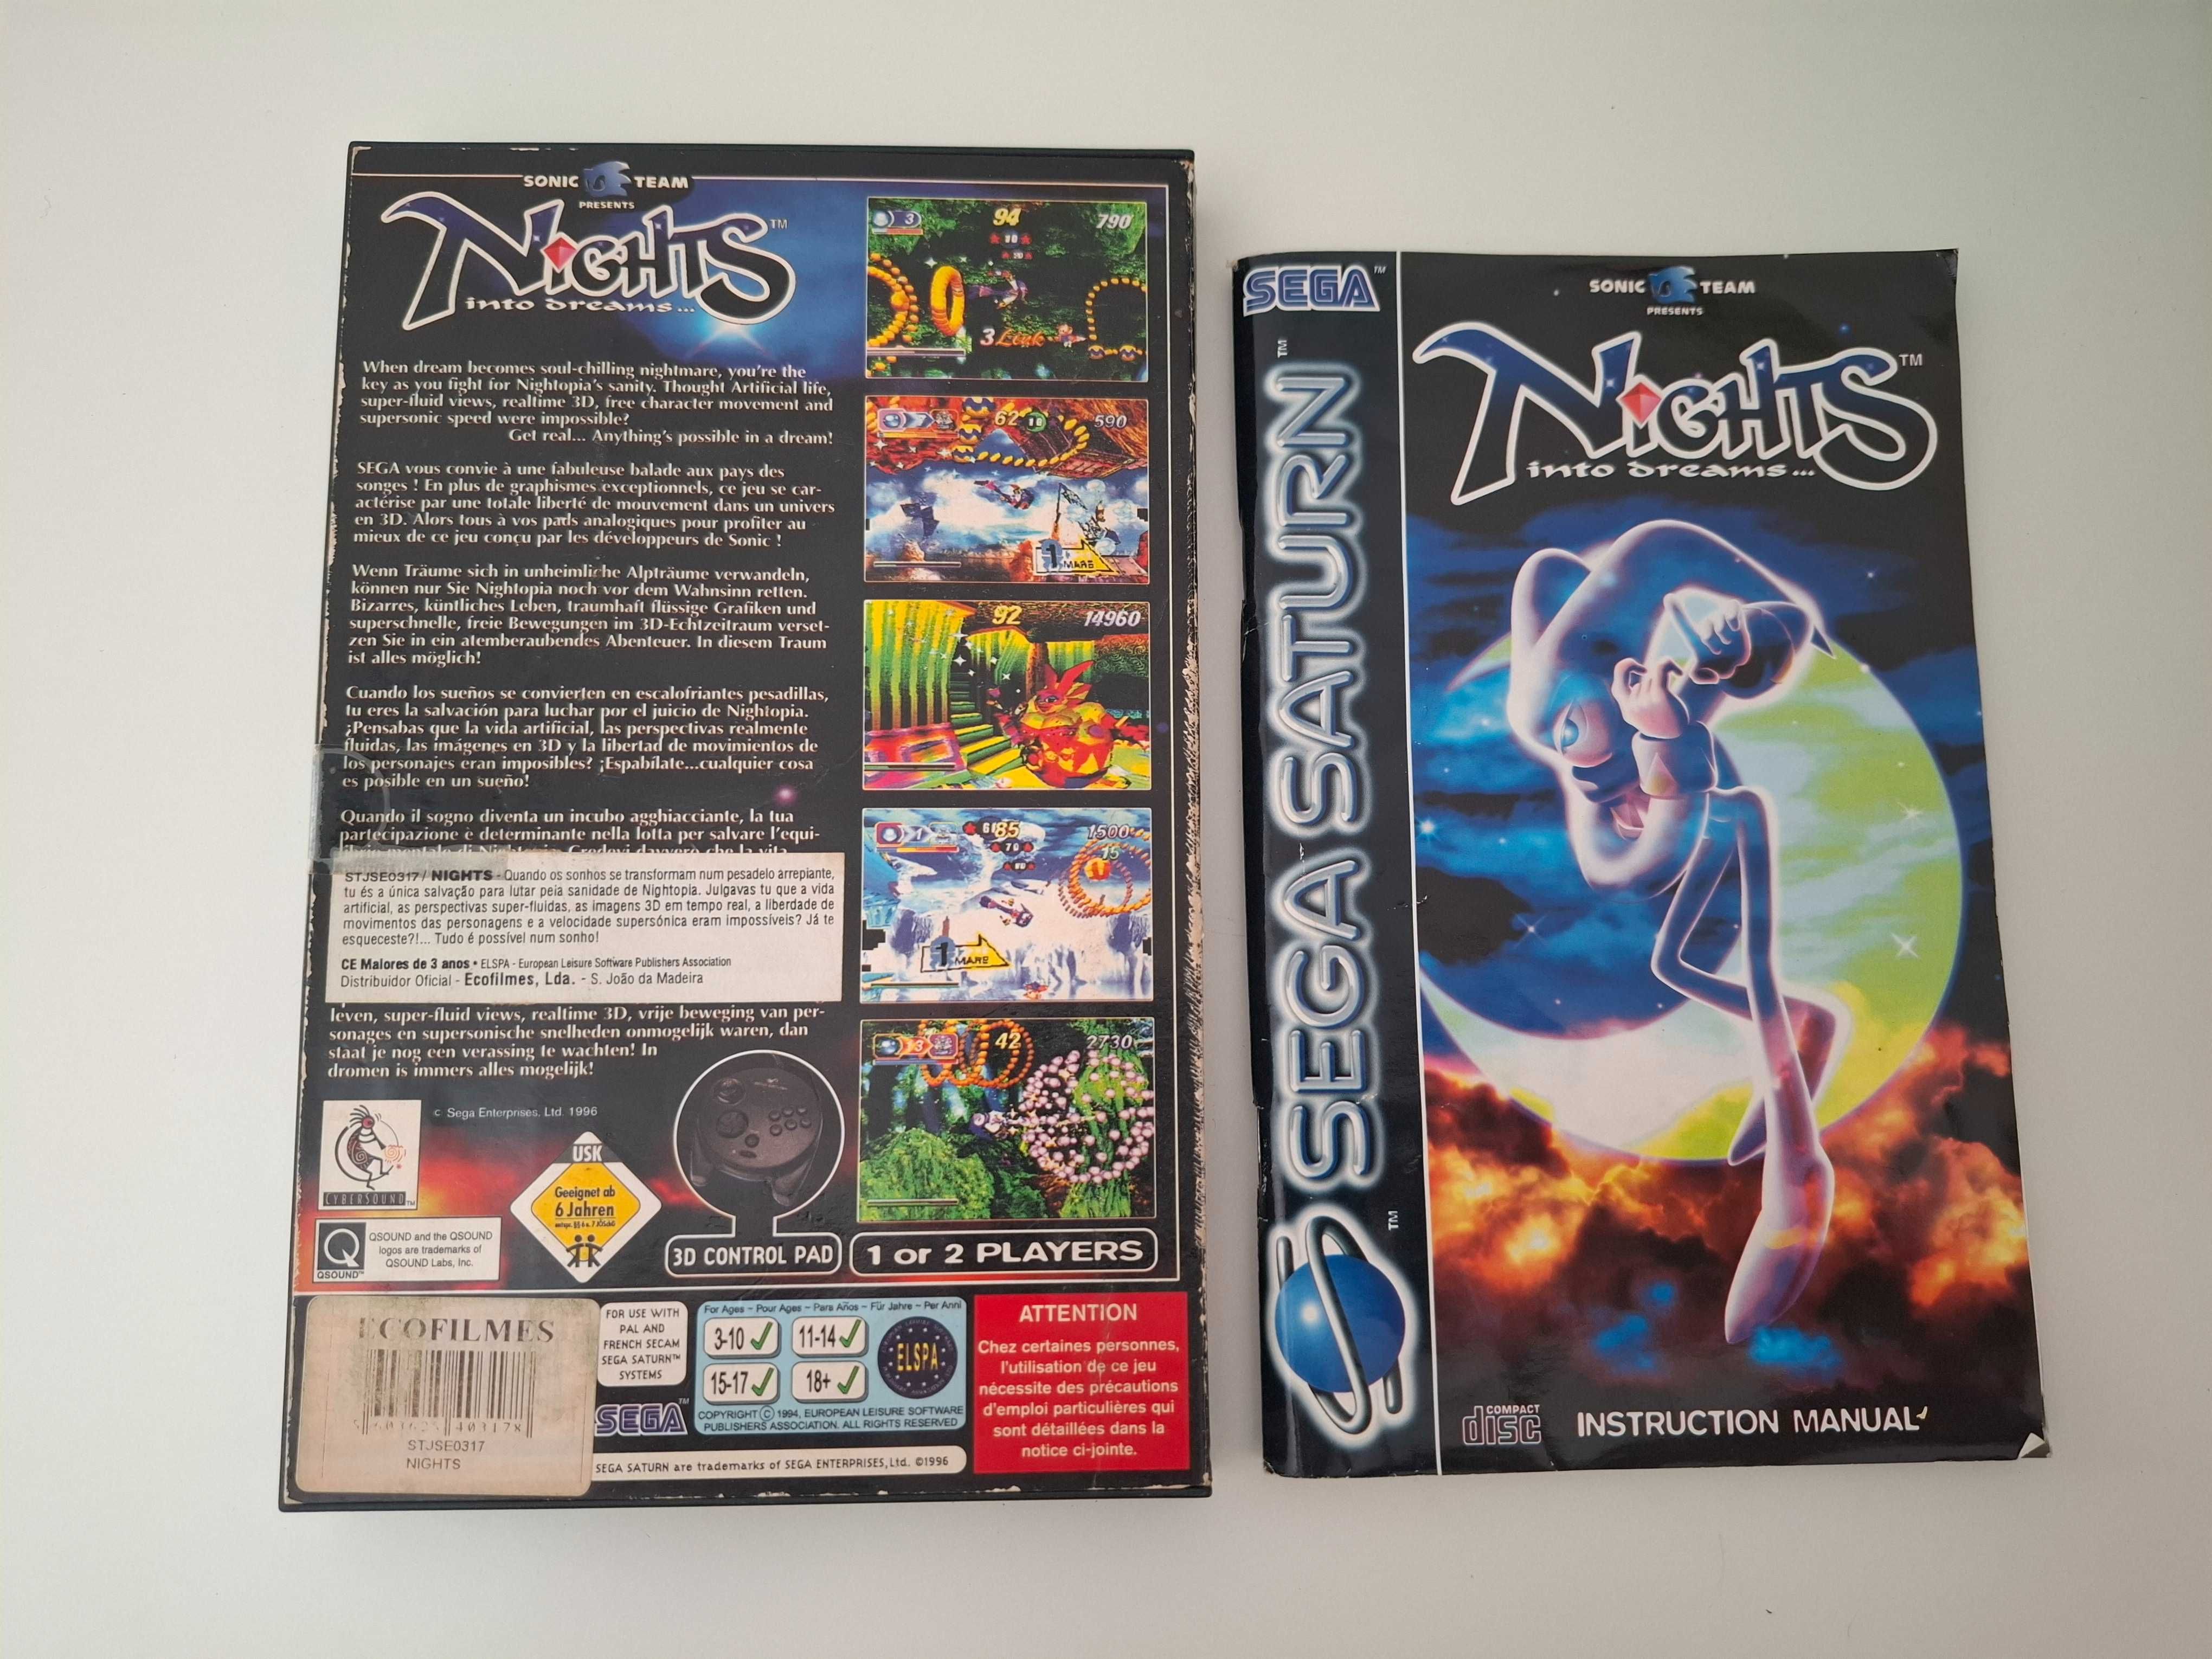 SONIC TEAM
PRESENTS
NiGHTS™
into dreams...
When dream becomes soul-chilling nightmare, you're the
key as you fight for Nightopia's sanity. Thought Artificial life,
super-fluid views, realtime 3D, free character movement and
supersonic speed were impossible?
Get real... Anything's possible in a dream!
SEGA vous convie à une fabuleuse balade aux pays des
songes ! En plus de graphismes exceptionnels, ce jeu se car-
actérise par une totale liberté de mouvement dans un univers
en 3D. Alors tous à vos pads analogiques pour profiter au
mieux de ce jeu conçu par les développeurs de Sonic !
Wenn Träume sich in unheimliche Alpträume verwandeln,
können nur Sie Nightopia noch vor dem Wahnsinn retten.
Bizarres, küntliches Leben, traumhaft flüssige Grafiken und
superschnelle, freie Bewegungen im 3D-Echtzeitraum verset-
zen Sie in ein atemberaubendes Abenteuer. In diesem Traum
ist alles möglich!
Cuando los sueños se convierten en escalofriantes pesadillas,
tu eres la salvación para luchar por el juicio de Nightopia.
¡Pensabas que la vida artificial, las perspectivas realmente
fluidas, las imágenes en 3D y la libertad de movimientos de
los personajes eran imposibles? ¡Espabílate...cualquier cosa
es posible en un sueño!
Quando il sogno diventa un incubo agghiacciante, la tua
partecipazione è determinante nella lotta per salvare l'equi-
STJSE0317 / NIGHTS - Quando os sonhos se transformam num pesadelo arrepiante,
tu és a única salvação para lutar pela sanidade de Nightopia. Julgavas tu que a vida
artificial, as perspectivas super-fluidas, as imagens 3D em tempo real, a liberdade de
movimentos das personagens e a velocidade supersónica eram impossíveis? Já te
esqueceste?!... Tudo é possível num sonho!
CE Maiores de 3 anos • ELSPA - European Leisure Software Publishers Association
Distribuidor Oficial - Ecofilmes, Lda. - S. João da Madeira
leven, super-fluid views, realtime 3D, vrije beweging van per-
sonages en supersonische snelheden onmogelijk waren, dan
staat je nog een verassing te wachten! In
dromen is immers alles mogelijk!
c Sega Enterprises, Ltd. 1996
CYBERSOUND™
QSOUND™
QSOUND and the QSOUND
logos are trademarks of
QSOUND Labs, Inc.
USK
Geeignet ab
6 Jahren
3D CONTROL PAD
1 or 2 PLAYERS
3
94
790
3 Link
62
10
590
1 MARE
92
14960
1
85
1500
15
1 MARE
3
42
2730
ECOFILMES
STJSE0317
NIGHTS
FOR USE WITH
PAL AND
FRENCH SECAM
SEGA SATURN™
SYSTEMS
SEGA™
For Ages – Pour Ages – Para Años – Für Jahre – Per Anni
3-10
11-14
15-17
18+
ELSPA
COPYRIGHT © 1994, EUROPEAN LEISURE SOFTWARE
PUBLISHERS ASSOCIATION. ALL RIGHTS RESERVED
SEGA SATURN are trademarks of SEGA ENTERPRISES, Ltd. ©1996
ATTENTION
Chez certaines personnes,
l'utilisation de ce jeu
nécessite des précautions
d'emploi particulières qui
sont détaillées dans la
notice ci-jointe.
SEGA™
SEGA SATURN™
™
SONIC TEAM
PRESENTS
NiGHTS™
into dreams...
COMPACT
disc
INSTRUCTION MANUAL